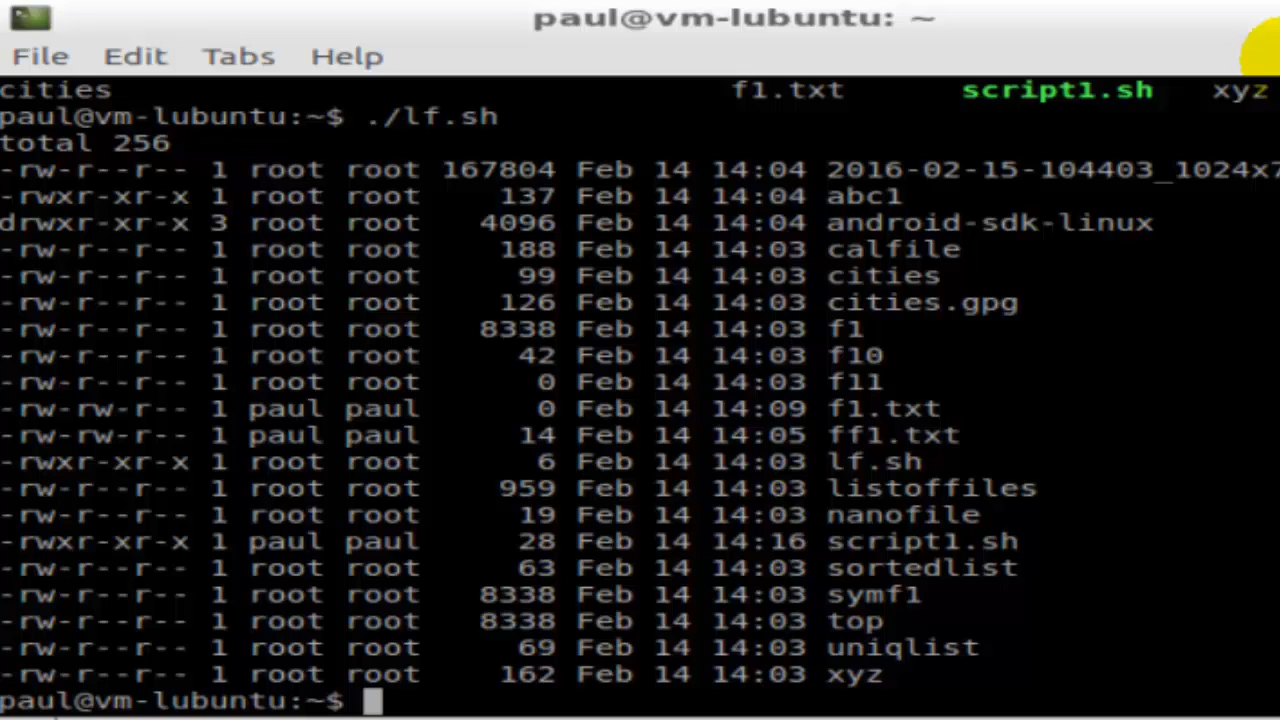 paul@vm-lubuntu: ~
File Edit Tabs Help
cities f1.txt script1.sh xyz
paul@vm-lubuntu:~$ ./lf.sh
total 256
-rw-r--r-- 1 root root 167804 Feb 14 14:04 2016-02-15-104403_1024x7
-rwxr-xr-x 1 root root 137 Feb 14 14:04 abc1
drwxr-xr-x 3 root root 4096 Feb 14 14:04 android-sdk-linux
-rw-r--r-- 1 root root 188 Feb 14 14:03 calfile
-rw-r--r-- 1 root root 99 Feb 14 14:03 cities
-rw-r--r-- 1 root root 126 Feb 14 14:03 cities.gpg
-rw-r--r-- 1 root root 8338 Feb 14 14:03 f1
-rw-r--r-- 1 root root 42 Feb 14 14:03 f10
-rw-r--r-- 1 root root 0 Feb 14 14:03 f11
-rw-rw-r-- 1 paul paul 0 Feb 14 14:09 f1.txt
-rw-rw-r-- 1 paul paul 14 Feb 14 14:05 ff1.txt
-rwxr-xr-x 1 root root 6 Feb 14 14:03 lf.sh
-rw-r--r-- 1 root root 959 Feb 14 14:03 listoffiles
-rw-r--r-- 1 root root 19 Feb 14 14:03 nanofile
-rwxr-xr-x 1 paul paul 28 Feb 14 14:16 script1.sh
-rw-r--r-- 1 root root 63 Feb 14 14:03 sortedlist
-rw-r--r-- 1 root root 8338 Feb 14 14:03 symf1
-rw-r--r-- 1 root root 8338 Feb 14 14:03 top
-rw-r--r-- 1 root root 69 Feb 14 14:03 uniqlist
-rw-r--r-- 1 root root 162 Feb 14 14:03 xyz
paul@vm-lubuntu:~$